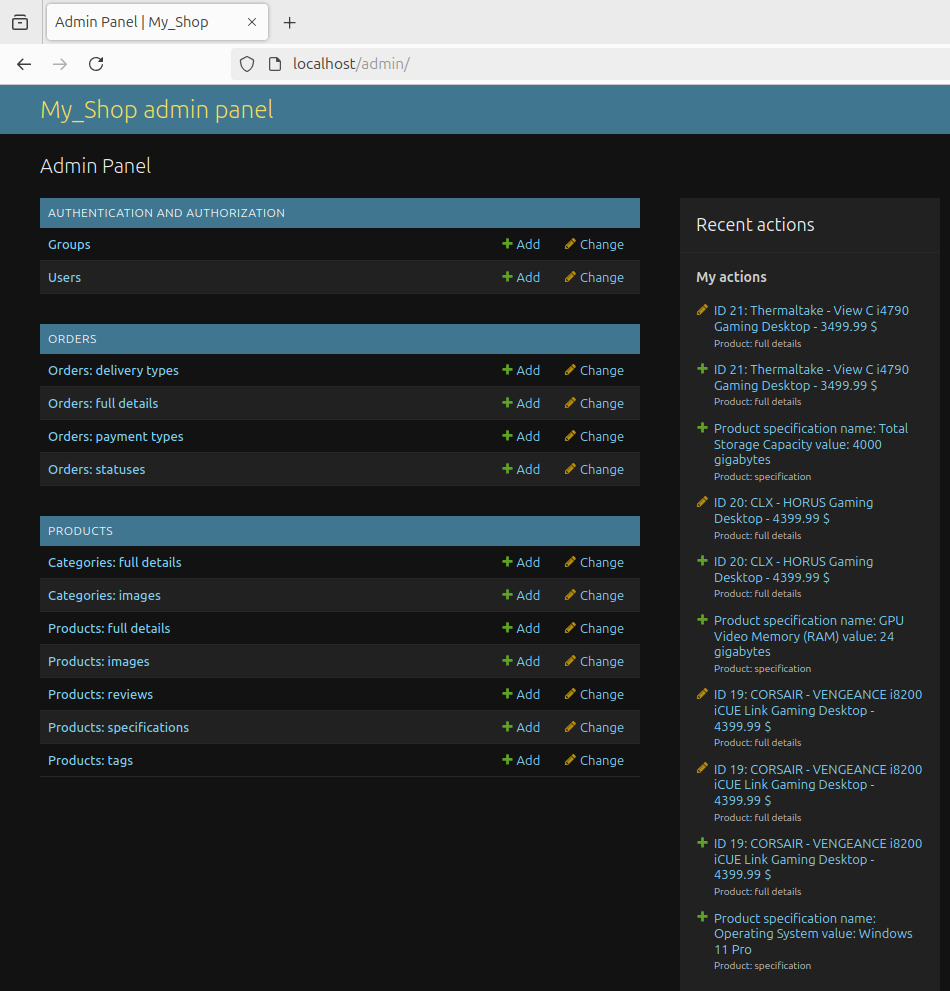 Admin Panel | My_Shop
localhost/admin/
My_Shop admin panel
Admin Panel
AUTHENTICATION AND AUTHORIZATION
Groups Add Change
Users Add Change
ORDERS
Orders: delivery types Add Change
Orders: full details Add Change
Orders: payment types Add Change
Orders: statuses Add Change
PRODUCTS
Categories: full details Add Change
Categories: images Add Change
Products: full details Add Change
Products: images Add Change
Products: reviews Add Change
Products: specifications Add Change
Products: tags Add Change
Recent actions
My actions
ID 21: Thermaltake - View C i4790
Gaming Desktop - 3499.99 $
Product: full details
ID 21: Thermaltake - View C i4790
Gaming Desktop - 3499.99 $
Product: full details
Product specification name: Total
Storage Capacity value: 4000
gigabytes
Product: specification
ID 20: CLX - HORUS Gaming
Desktop - 4399.99 $
Product: full details
ID 20: CLX - HORUS Gaming
Desktop - 4399.99 $
Product: full details
Product specification name: GPU
Video Memory (RAM) value: 24
gigabytes
Product: specification
ID 19: CORSAIR - VENGEANCE i8200
iCUE Link Gaming Desktop -
4399.99 $
Product: full details
ID 19: CORSAIR - VENGEANCE i8200
iCUE Link Gaming Desktop -
4399.99 $
Product: full details
ID 19: CORSAIR - VENGEANCE i8200
iCUE Link Gaming Desktop -
4399.99 $
Product: full details
Product specification name:
Operating System value: Windows
11 Pro
Product: specification